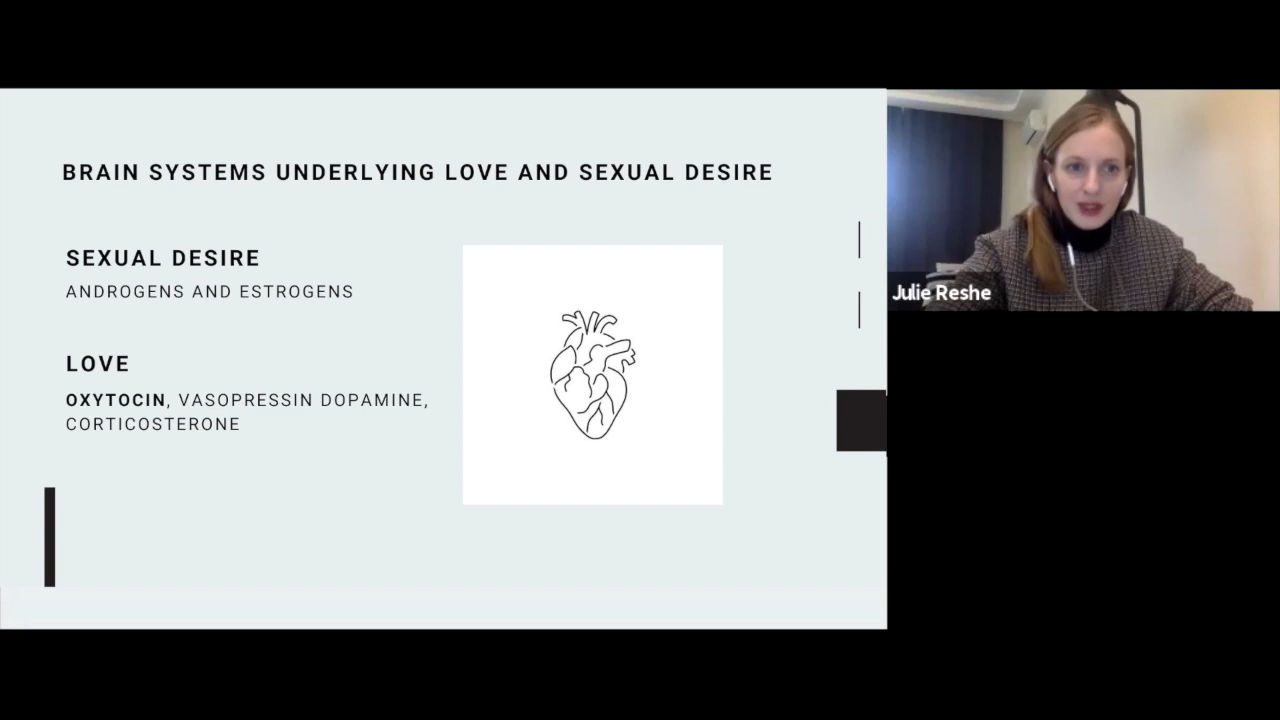 BRAIN SYSTEMS UNDERLYING LOVE AND SEXUAL DESIRE
SEXUAL DESIRE
ANDROGENS AND ESTROGENS
LOVE
OXYTOCIN, VASOPRESSIN DOPAMINE,
CORTICOSTERONE
Julie Reshe